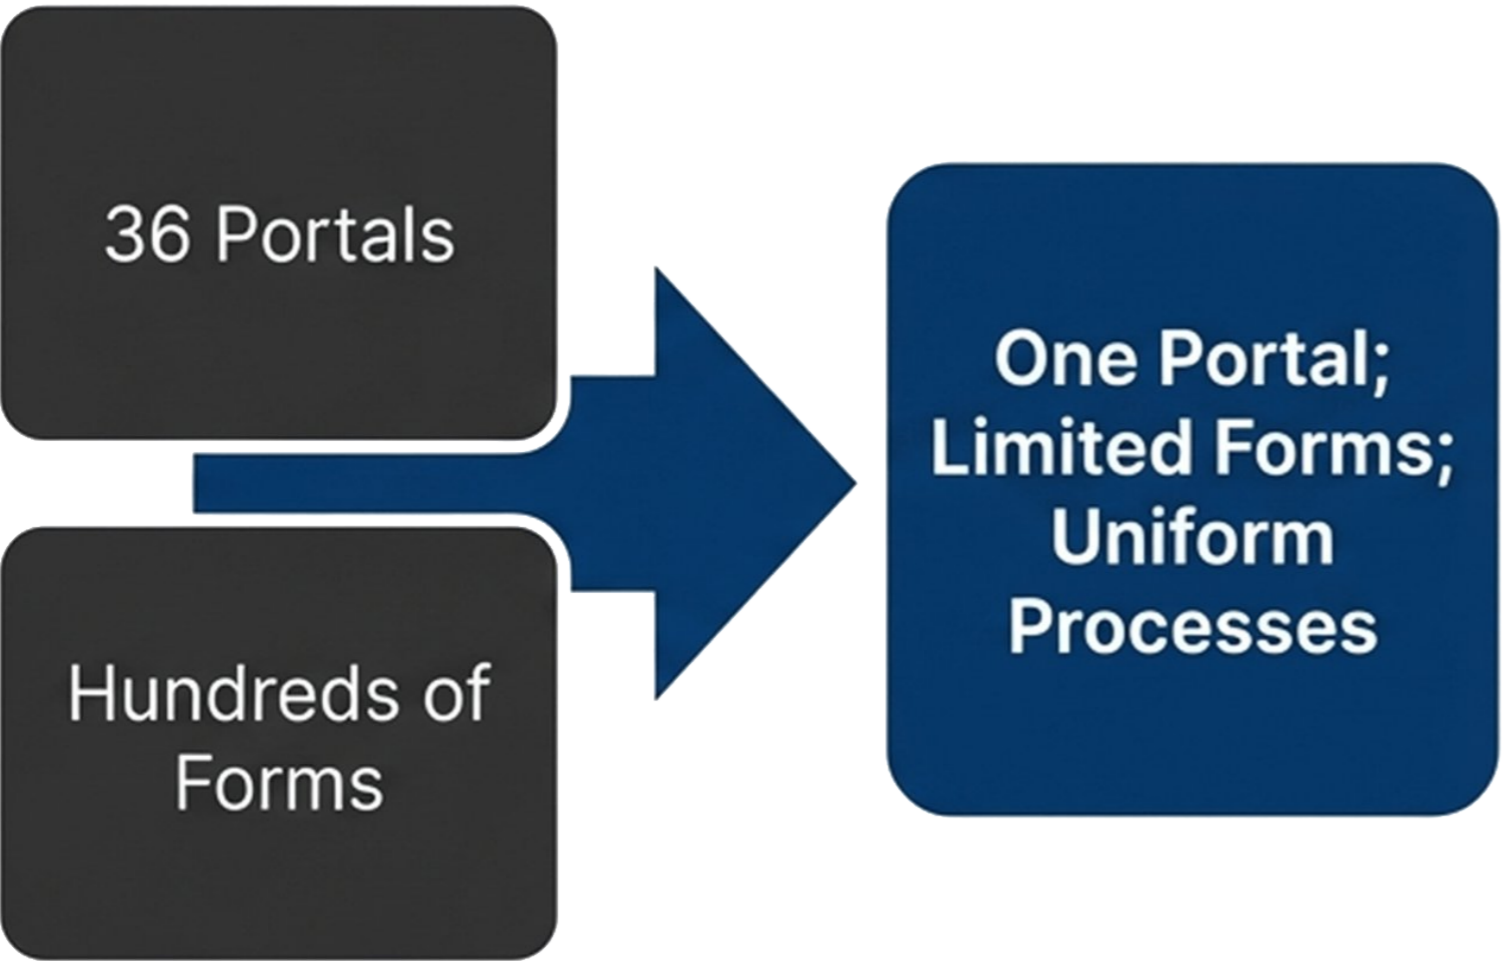 36 Portals
Hundreds of
Forms
One Portal;
Limited Forms;
Uniform
Processes